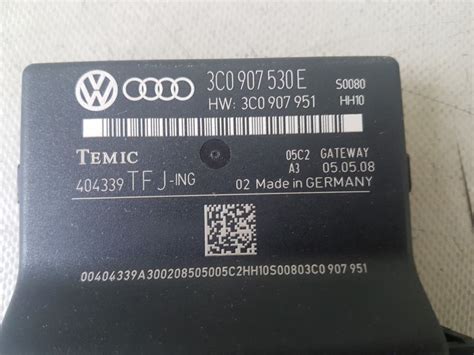 3C0 907 530 E S0080
HW: 3C0 907 951 HH10
TEMIC 05C2 GATEWAY
A3 05.05.08
404339 TFJ-ING 02 Made in GERMANY
00404339A300208505005C2HH10S00803C0 907 951